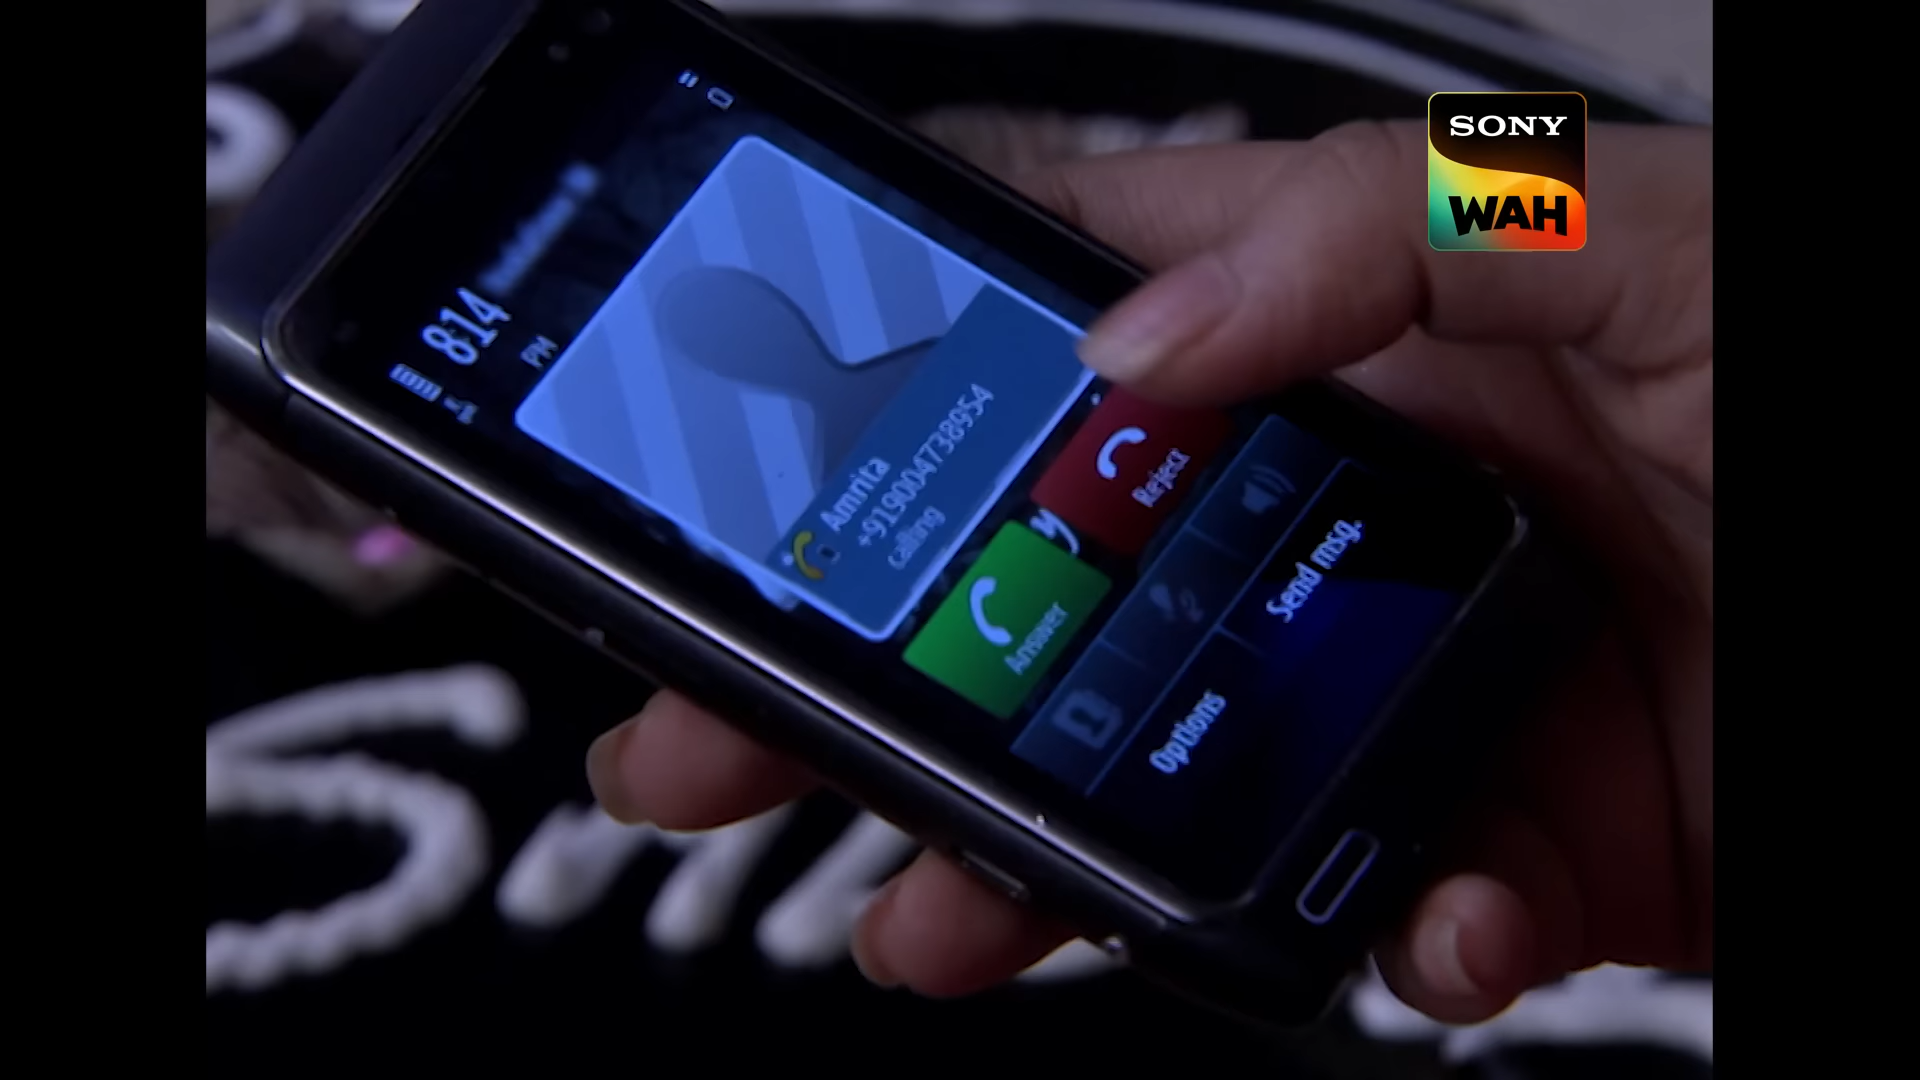 SONY
WAH
8:14
PM
Amrita
+919004738954
calling
Answer
Reject
Options
Send msg.